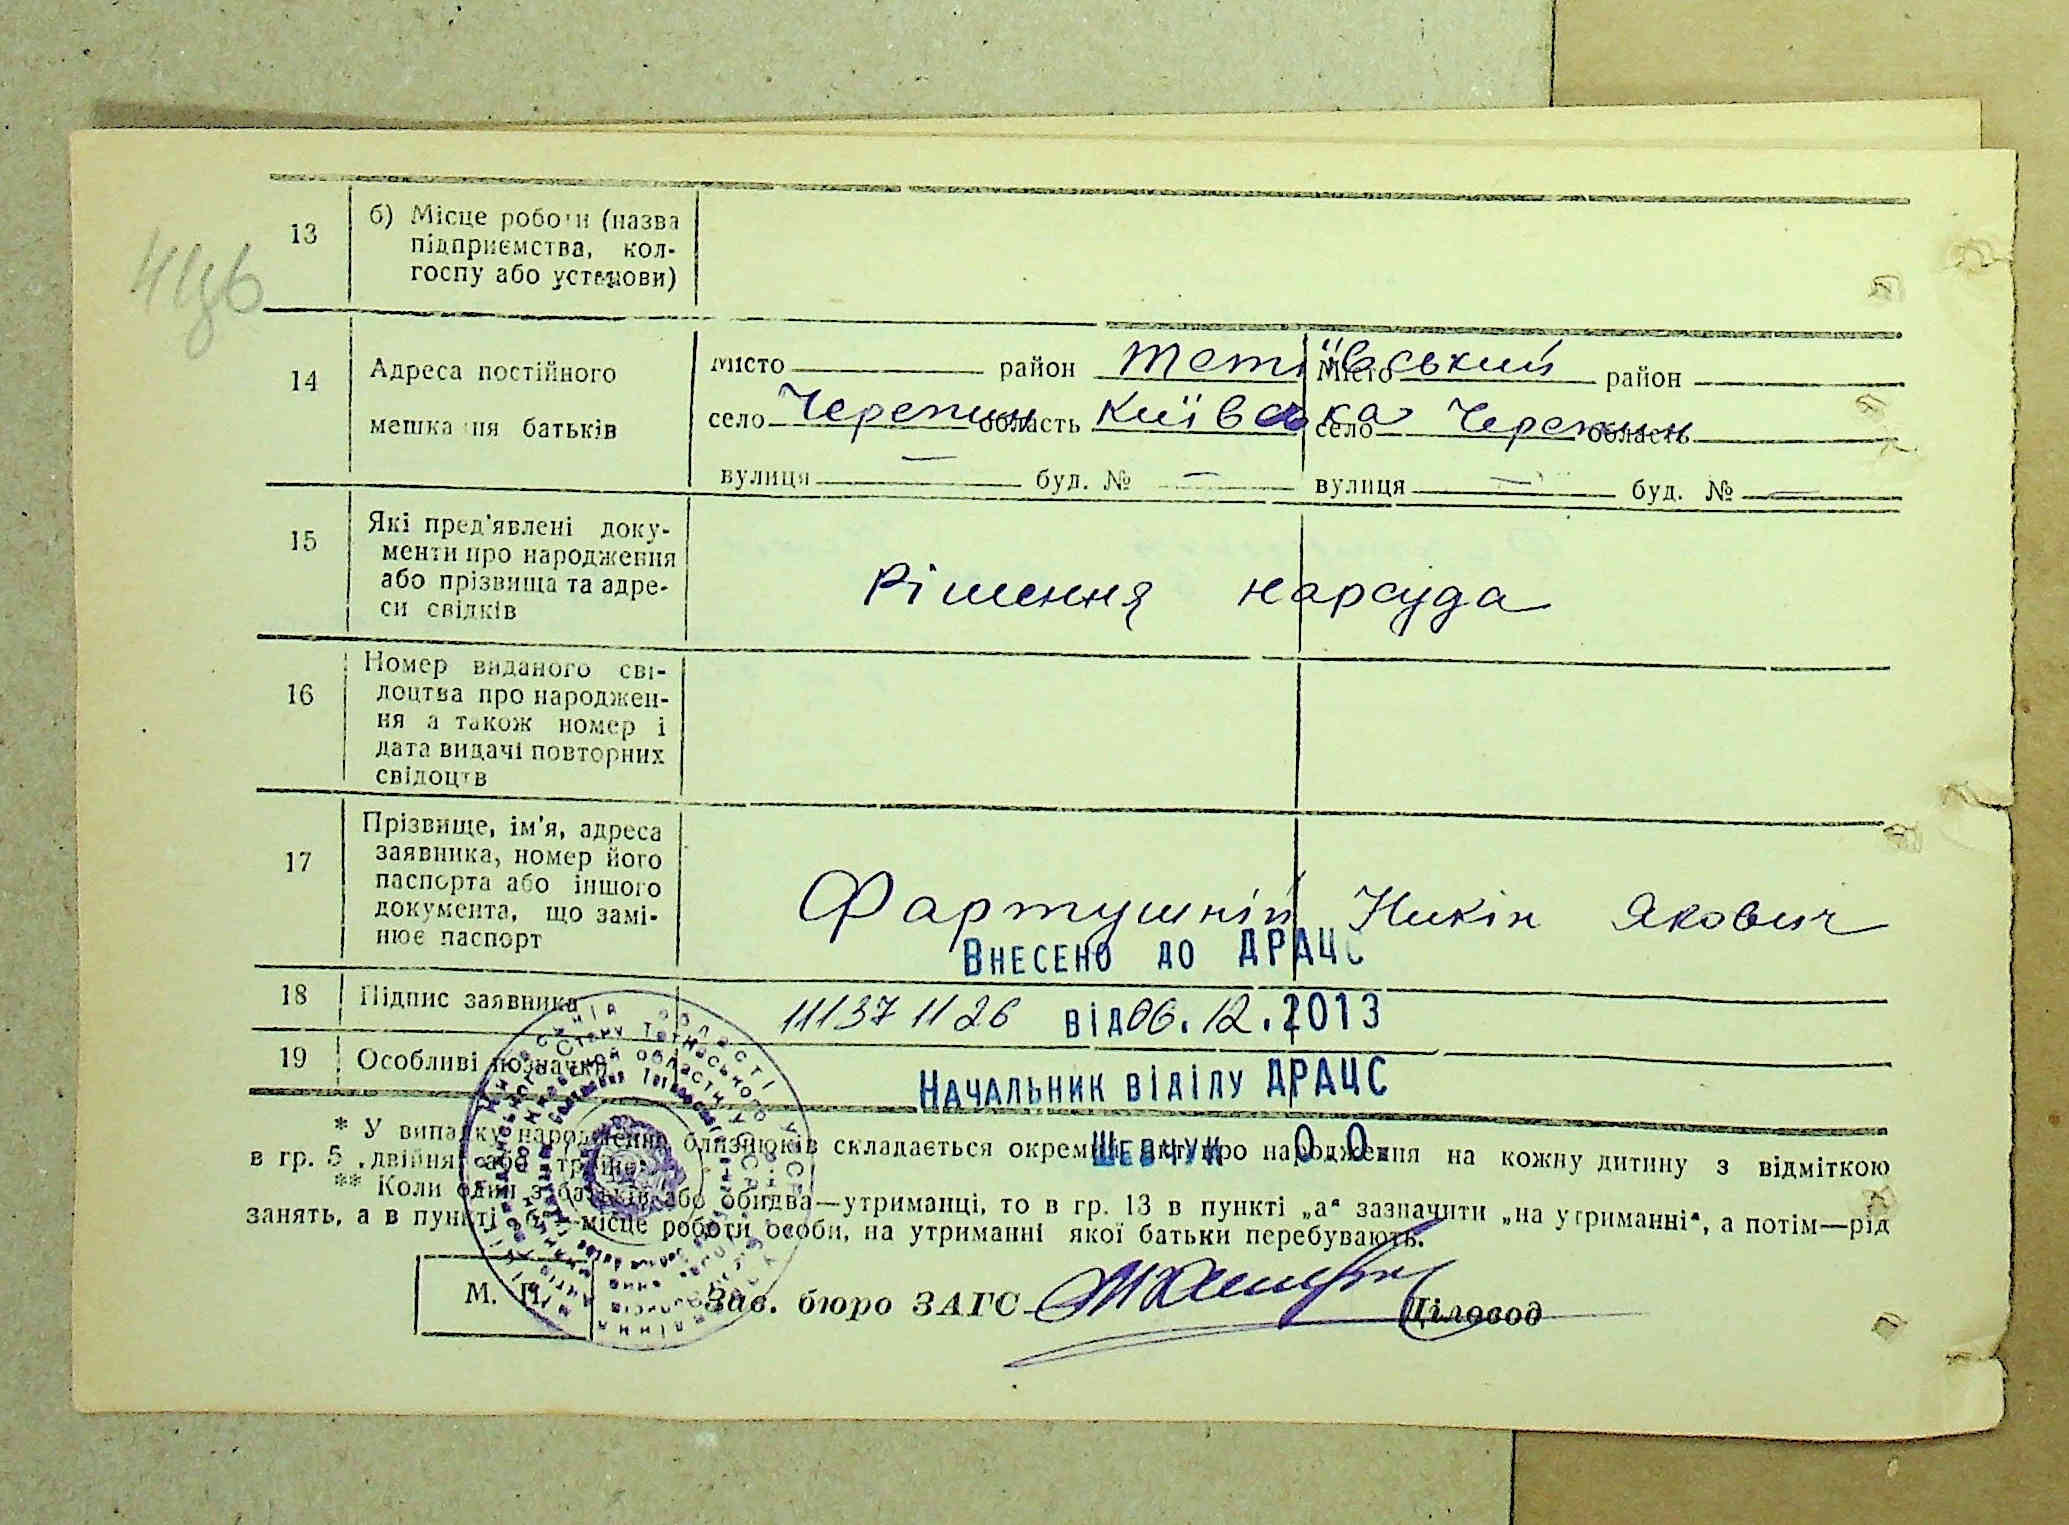 4цв
13 б) Місце роботи (назва
підприємства, кол-
госпу або установи)
14 Адреса постійного
мешкання батьків
місто район Тетіївський
село Черепин область Київська
вулиця — буд. № —
місто район
село Черепин область
вулиця — буд. № —
15 Які пред'явлені доку-
менти про народження
або прізвища та адре-
си свідків
Рішення нарсуда
16 Номер виданого сві-
доцтва про народжен-
ня а також номер і
дата видачі повторних
свідоцтв
17 Прізвище, ім'я, адреса
заявника, номер його
паспорта або іншого
документа, що замі-
нює паспорт
Фартушній Никін Якович
Внесено до ДРАЦС
18 Підпис заявника
11137 11 26 від 06.12.2013
19 Особливі позначки
Начальник відділу ДРАЦС
Шевчук О.О.
* У випадку народження близнюків складається окремий акт про народження на кожну дитину з відміткою
в гр. 5 „двійня“ або „трійня“.
** Коли один з батьків або обидва—утриманці, то в гр. 13 в пункті „а“ зазначити „на утриманні“, а потім—рід
занять, а в пункті „б“—місце роботи особи, на утриманні якої батьки перебувають.
М. П. Зав. бюро ЗАГС Діловод